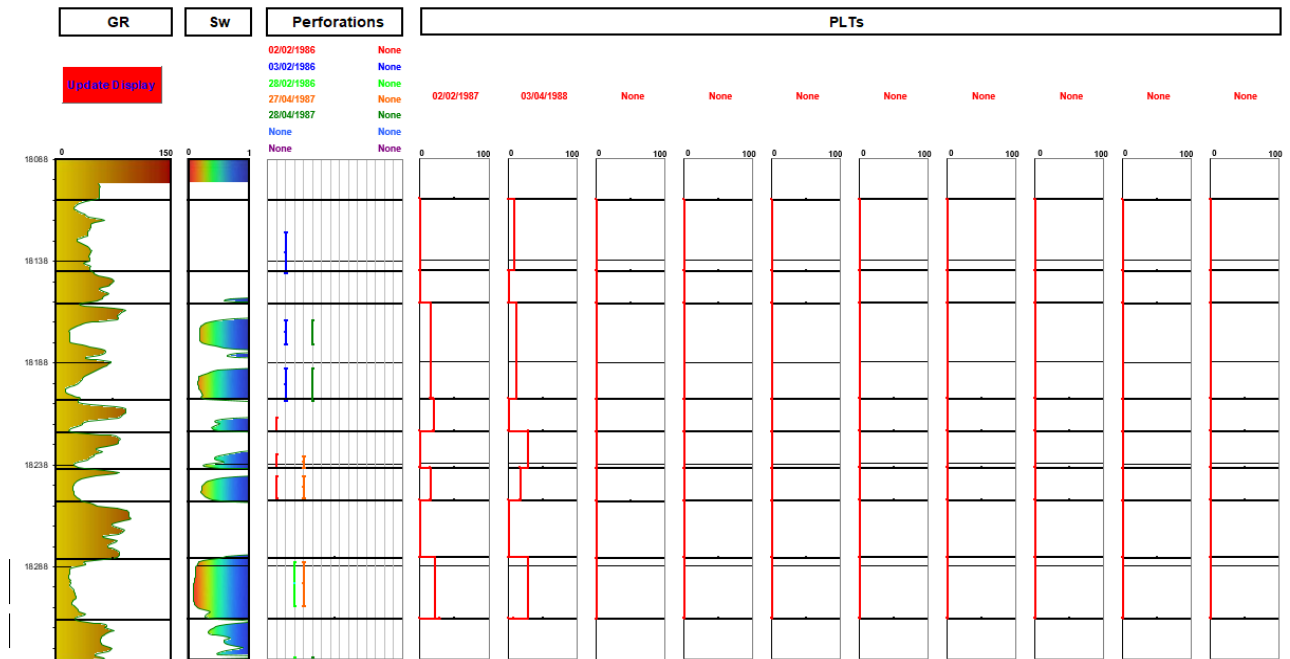 GR Sw Perforations PLTs
02/02/1986 None
03/02/1986 None
Update Display
28/02/1986 None
27/04/1987 None
02/02/1987 03/04/1988 None None None None None None None None
28/04/1987 None
None None
None None
0 150 0 1 0 100 0 100 0 100 0 100 0 100 0 100 0 100 0 100 0 100 0 100
18088
18138
18188
18238
18288